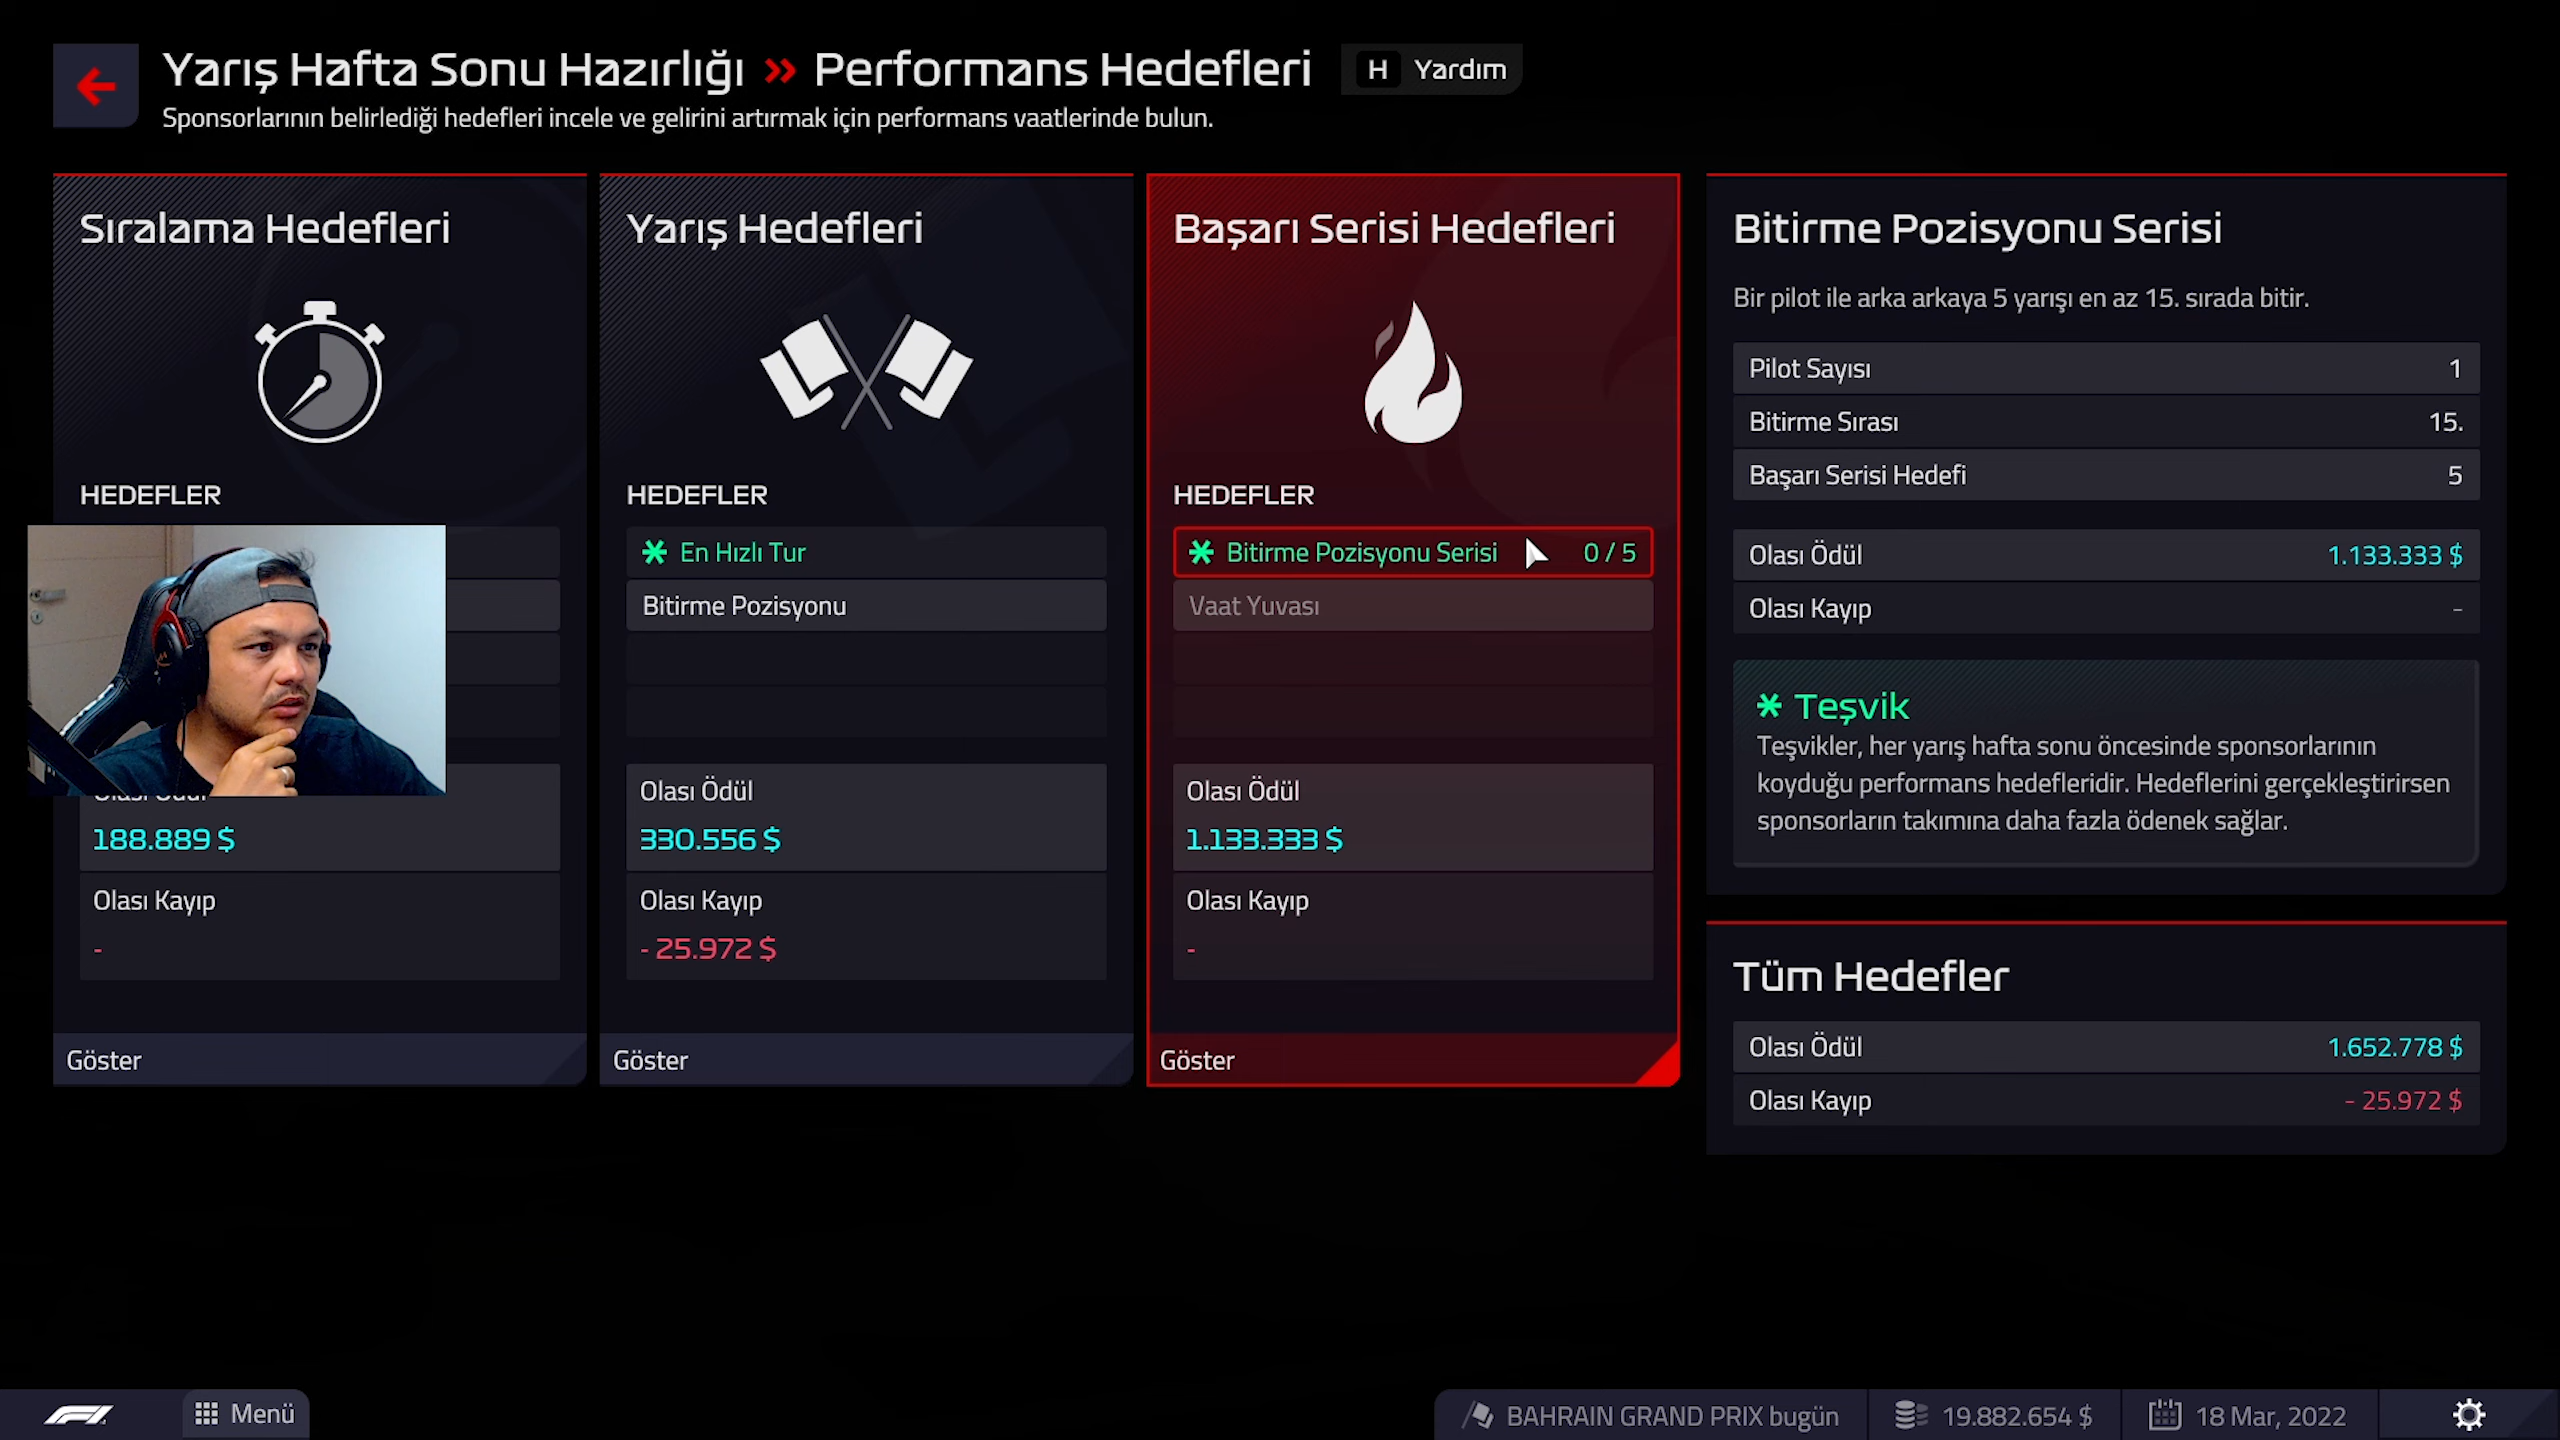 Yarış Hafta Sonu Hazırlığı » Performans Hedefleri
H Yardım
Sponsorlarının belirlediği hedefleri incele ve gelirini artırmak için performans vaatlerinde bulun.
Sıralama Hedefleri
HEDEFLER
Olası Ödül
188.889 $
Olası Kayıp
-
Göster
Yarış Hedefleri
HEDEFLER
En Hızlı Tur
Bitirme Pozisyonu
Olası Ödül
330.556 $
Olası Kayıp
- 25.972 $
Göster
Başarı Serisi Hedefleri
HEDEFLER
Bitirme Pozisyonu Serisi 0 / 5
Vaat Yuvası
Olası Ödül
1.133.333 $
Olası Kayıp
-
Göster
Bitirme Pozisyonu Serisi
Bir pilot ile arka arkaya 5 yarışı en az 15. sırada bitir.
Pilot Sayısı 1
Bitirme Sırası 15.
Başarı Serisi Hedefi 5
Olası Ödül 1.133.333 $
Olası Kayıp -
Teşvik
Teşvikler, her yarış hafta sonu öncesinde sponsorlarının
koyduğu performans hedefleridir. Hedeflerini gerçekleştirirsen
sponsorların takımına daha fazla ödenek sağlar.
Tüm Hedefler
Olası Ödül 1.652.778 $
Olası Kayıp - 25.972 $
F1
Menü
BAHRAIN GRAND PRIX bugün
19.882.654 $
18 Mar, 2022